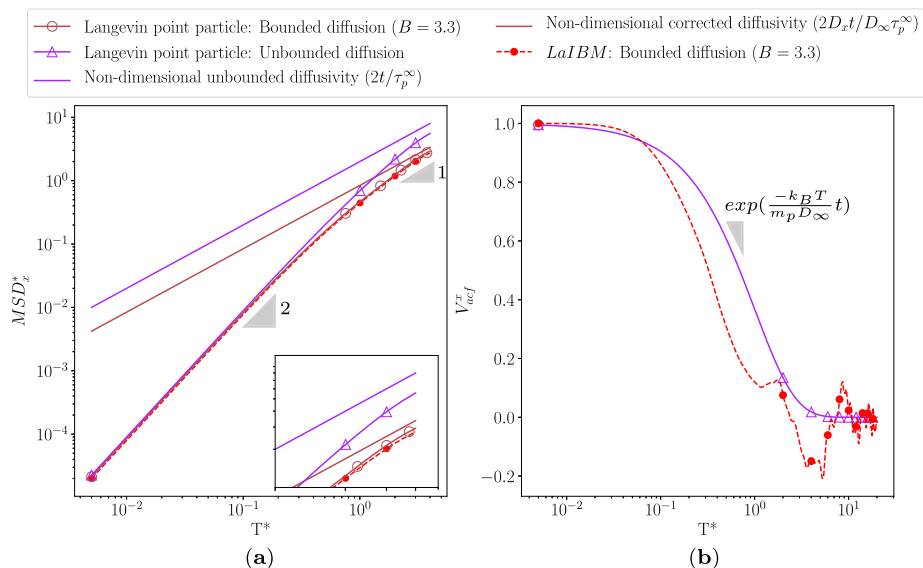 Langevin point particle: Bounded diffusion (B = 3.3)
Langevin point particle: Unbounded diffusion
Non-dimensional unbounded diffusivity (2t/τ_p^∞)
Non-dimensional corrected diffusivity (2D_x t/D_∞ τ_p^∞)
LaIBM: Bounded diffusion (B = 3.3)
10^1
10^0
10^{-1}
10^{-2}
10^{-3}
10^{-4}
MSD_x^*
1
2
10^{-2}
10^{-1}
10^0
T*
(a)
1.0
0.8
0.6
0.4
0.2
0.0
−0.2
V_{acf}^x
exp(\frac{-k_B T}{m_p D_∞}t)
10^{-2}
10^{-1}
10^0
10^1
T*
(b)